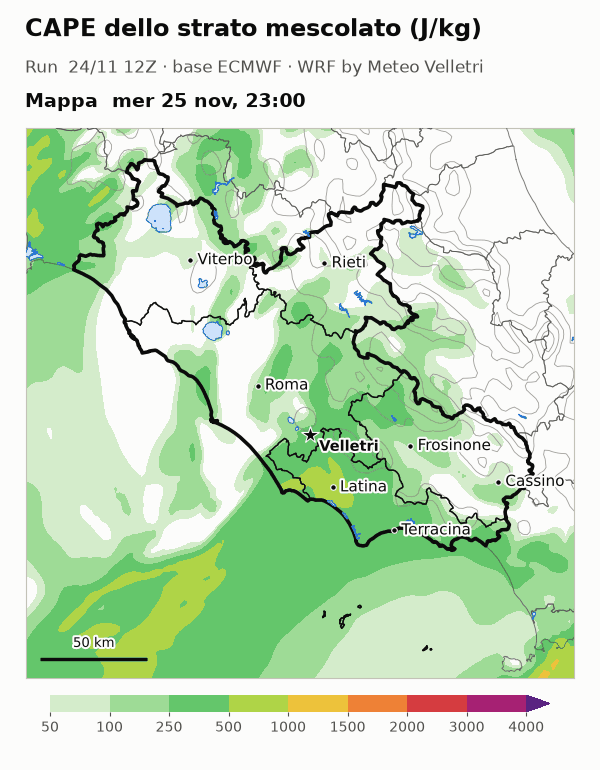 CAPE dello strato mescolato (J/kg)
Run  24/11 12Z · base ECMWF · WRF by Meteo Velletri
Mappa  mer 25 nov, 23:00
Viterbo
Rieti
Roma
Velletri
Frosinone
Cassino
Latina
Terracina
50 km
50 100 250 500 1000 1500 2000 3000 4000